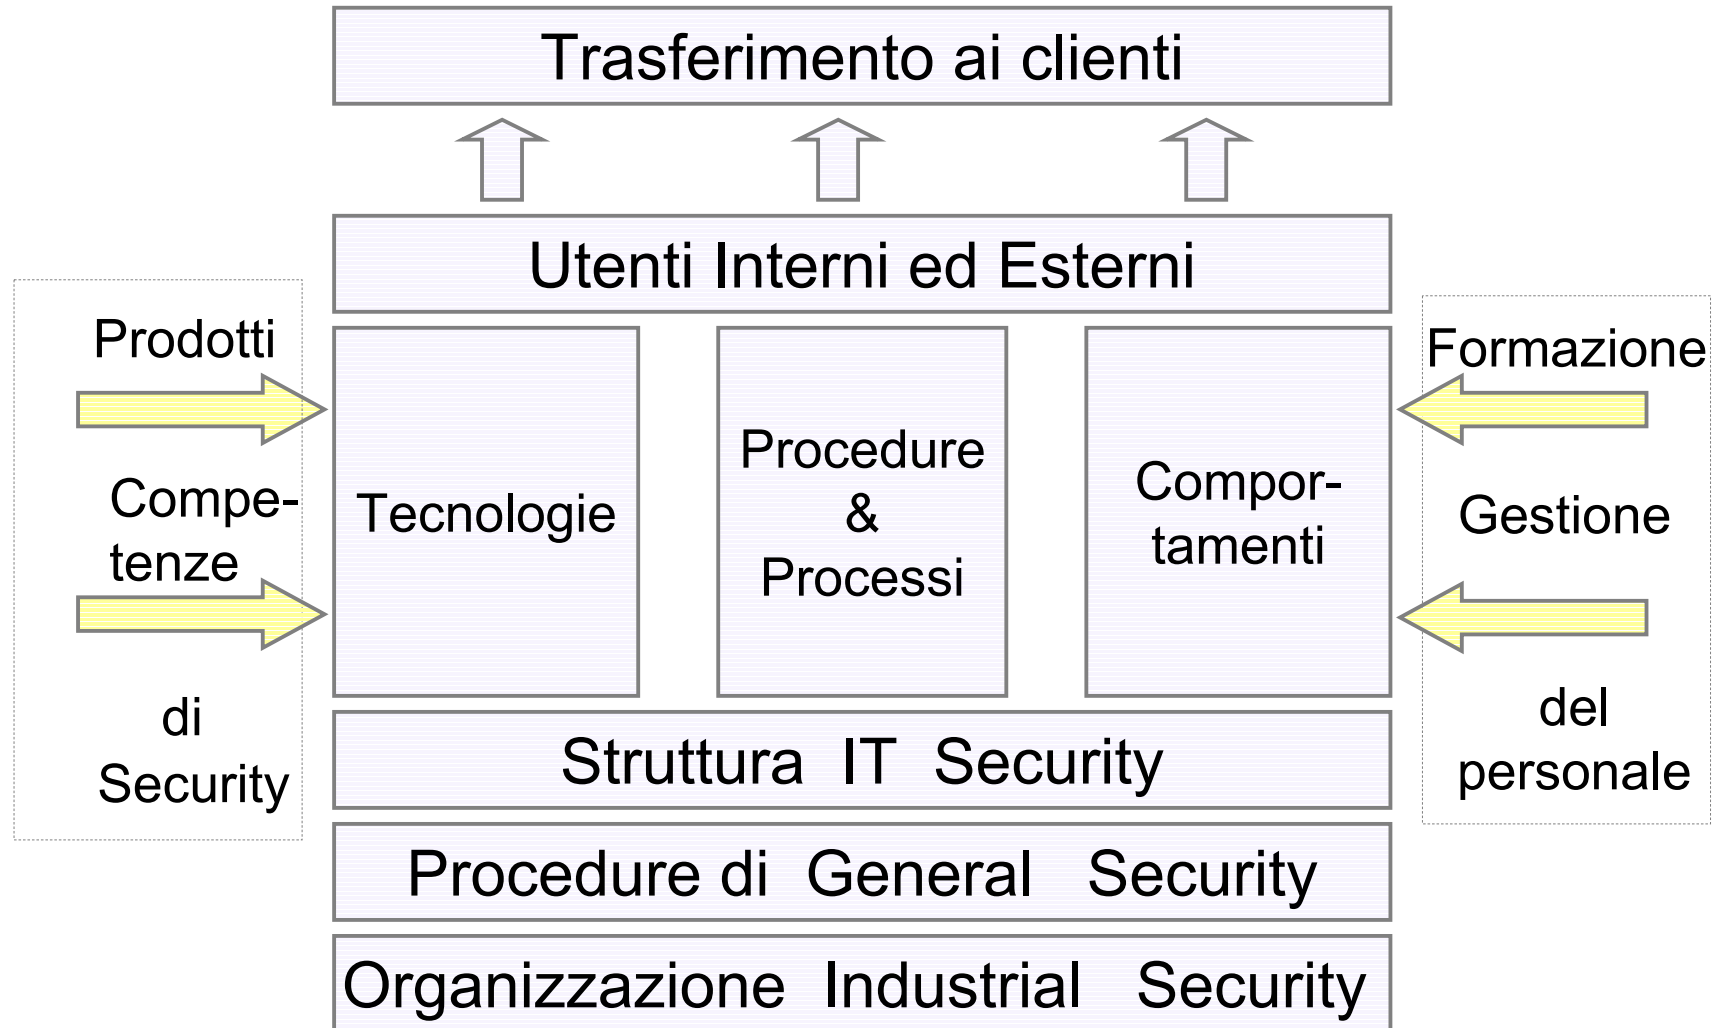 Trasferimento ai clienti
Utenti Interni ed Esterni
Prodotti
Compe-
tenze
di
Security
Tecnologie
Procedure
&
Processi
Compor-
tamenti
Formazione
Gestione
del
personale
Struttura IT Security
Procedure di General Security
Organizzazione Industrial Security